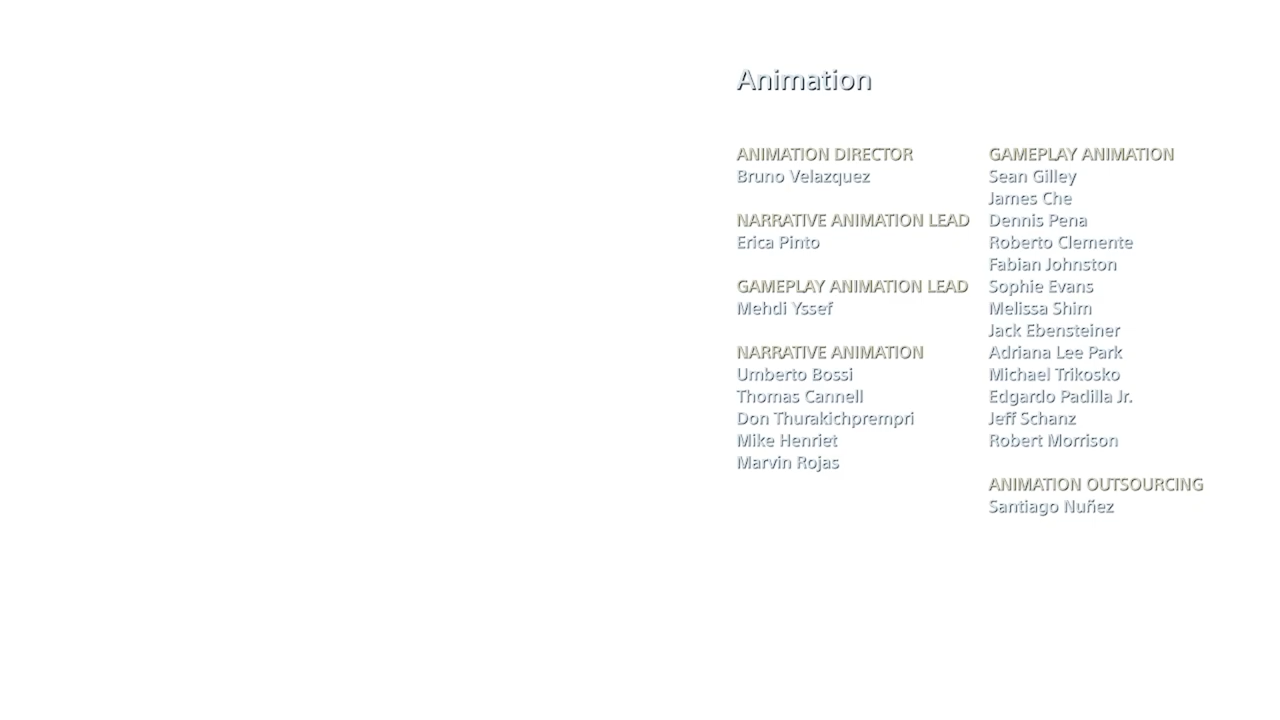 Animation
ANIMATION DIRECTOR
Bruno Velazquez
NARRATIVE ANIMATION LEAD
Erica Pinto
GAMEPLAY ANIMATION LEAD
Mehdi Yssef
NARRATIVE ANIMATION
Umberto Bossi
Thomas Cannell
Don Thurakichprempri
Mike Henriet
Marvin Rojas
GAMEPLAY ANIMATION
Sean Gilley
James Che
Dennis Pena
Roberto Clemente
Fabian Johnston
Sophie Evans
Melissa Shim
Jack Ebensteiner
Adriana Lee Park
Michael Trikosko
Edgardo Padilla Jr.
Jeff Schanz
Robert Morrison
ANIMATION OUTSOURCING
Santiago Nuñez